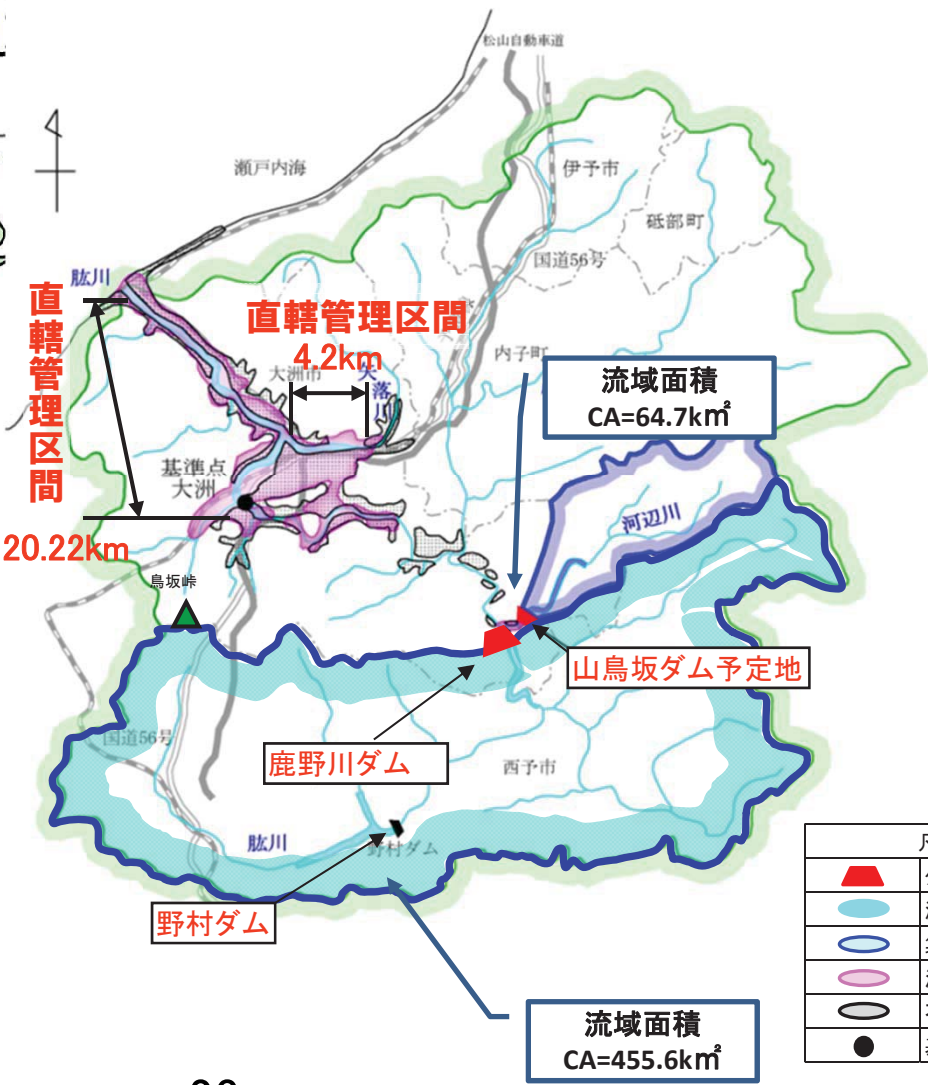 松山自動車道
瀬戸内海
伊予市
砥部町
国道56号
肱川
直轄管理区間
20.22km
直轄管理区間
4.2km
大洲市
矢落川
内子町
流域面積
CA=64.7k㎡
基準点
大洲
河辺川
鳥坂峠
山鳥坂ダム予定地
国道56号
鹿野川ダム
西予市
肱川
野村ダム
野村ダム
流域面積
CA=455.6k㎡